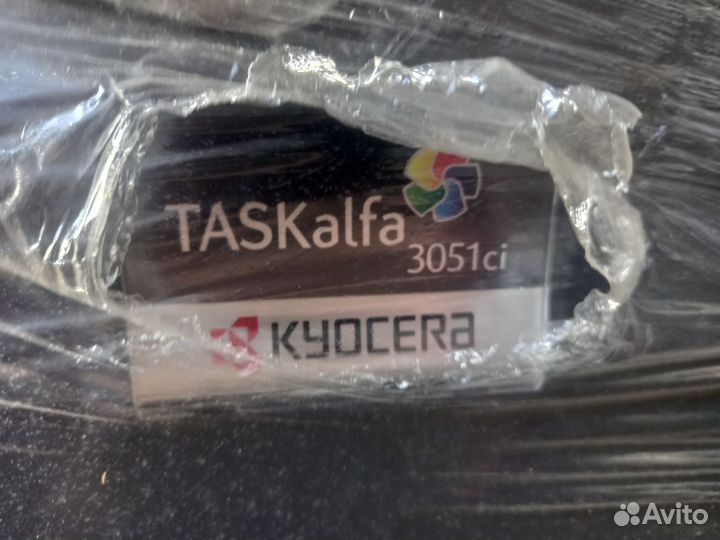 TASKalfa
3051ci
KYOCERA
Avito